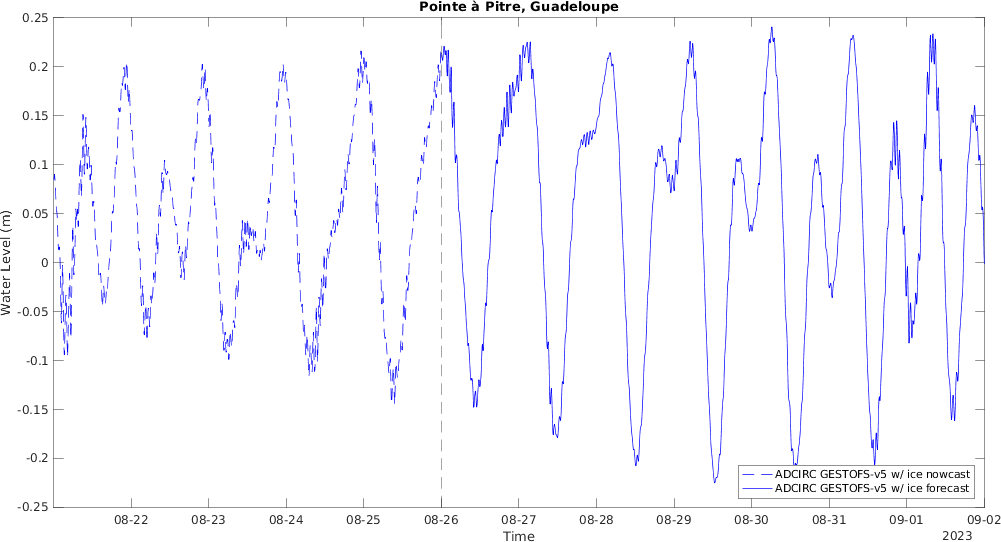 Pointe à Pitre, Guadeloupe
0.25
0.2
0.15
0.1
0.05
0
-0.05
-0.1
-0.15
-0.2
-0.25
Water Level (m)
ADCIRC GESTOFS-v5 w/ ice nowcast
ADCIRC GESTOFS-v5 w/ ice forecast
08-22 08-23 08-24 08-25 08-26 08-27 08-28 08-29 08-30 08-31 09-01 09-02
Time
2023